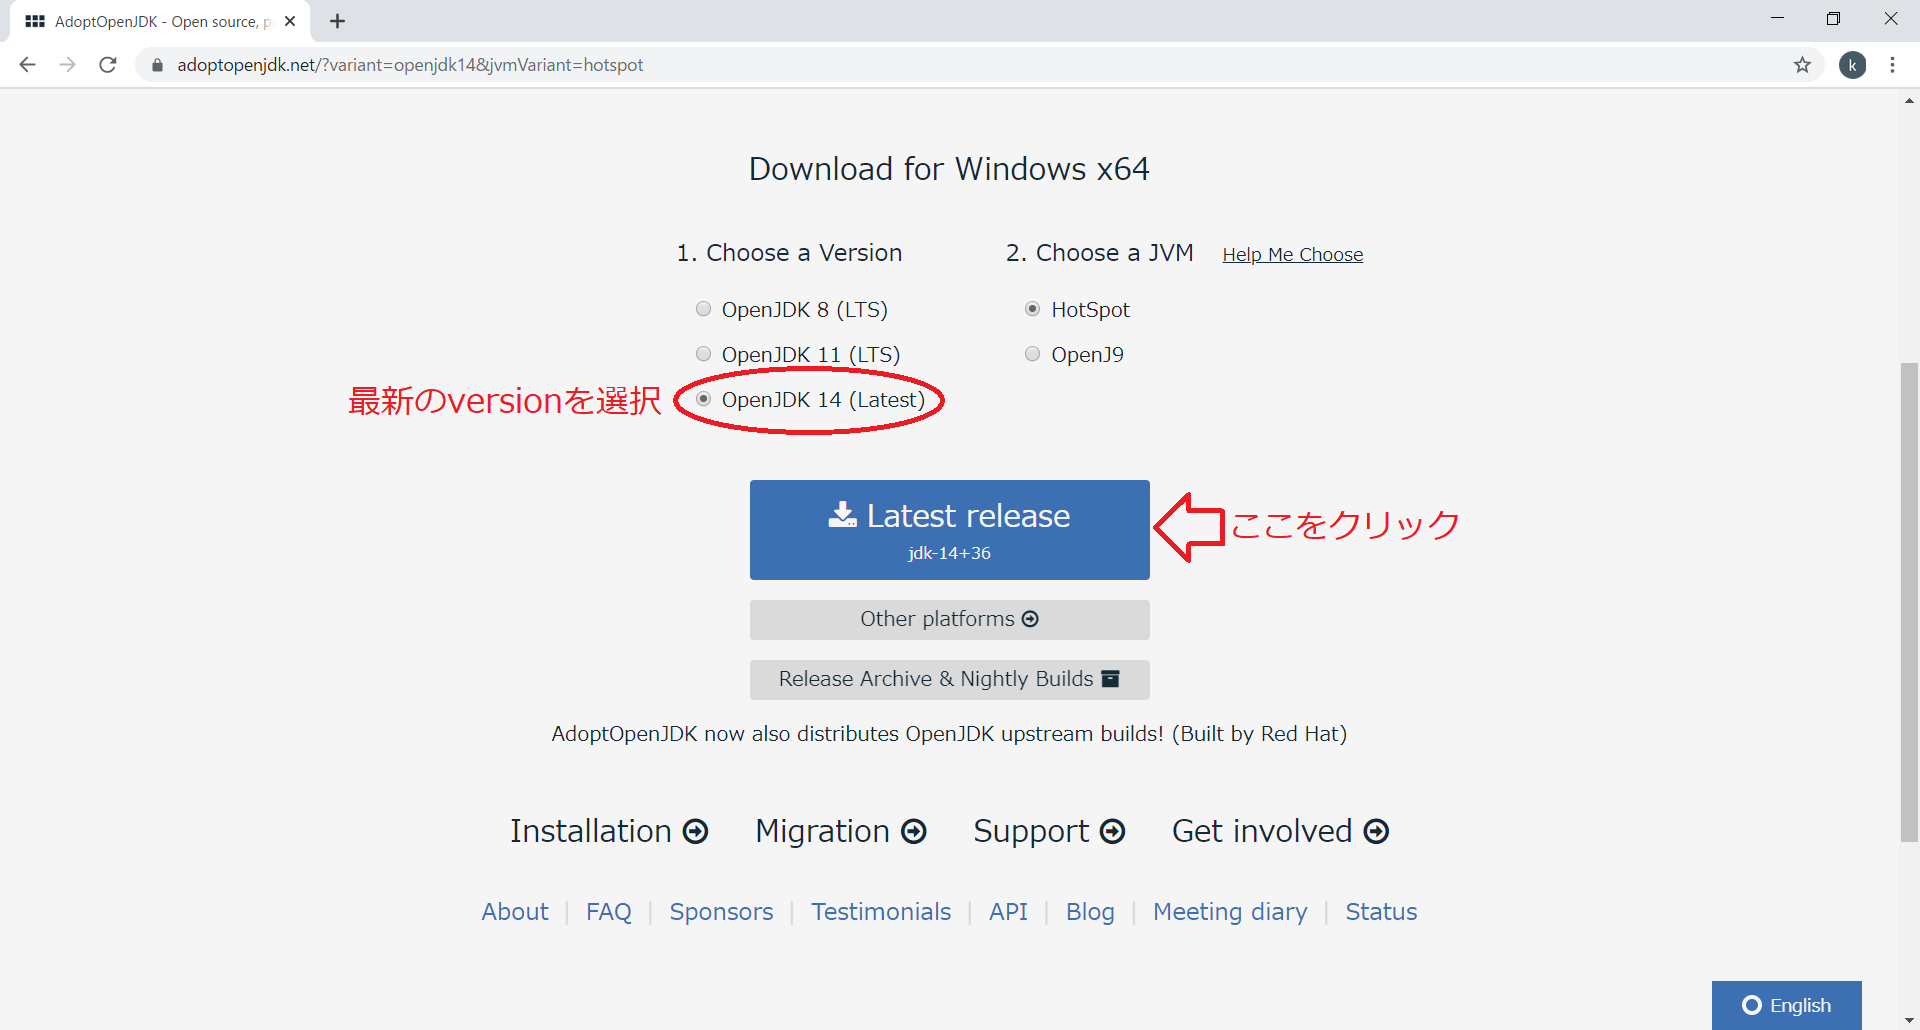 AdoptOpenJDK - Open source, p
adoptopenjdk.net/?variant=openjdk14&jvmVariant=hotspot
k
Download for Windows x64
1. Choose a Version
2. Choose a JVM
Help Me Choose
OpenJDK 8 (LTS)
HotSpot
OpenJDK 11 (LTS)
OpenJ9
最新のversionを選択
OpenJDK 14 (Latest)
Latest release
jdk-14+36
ここをクリック
Other platforms
Release Archive & Nightly Builds
AdoptOpenJDK now also distributes OpenJDK upstream builds! (Built by Red Hat)
Installation
Migration
Support
Get involved
About | FAQ | Sponsors | Testimonials | API | Blog | Meeting diary | Status
English